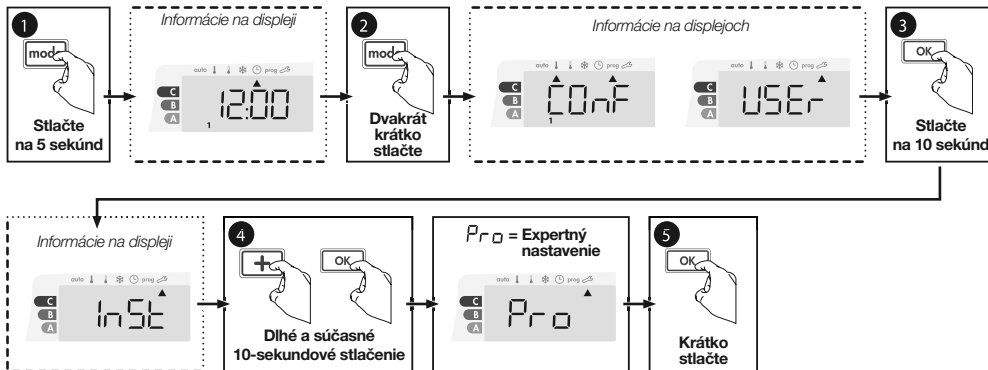 1
mode
Stlačte
na 5 sekúnd
Informácie na displeji
auto prog
C
B
A
12:00
1
2
mode
Dvakrát
krátko
stlačte
Informácie na displejoch
auto prog
C
B
A
COnF
1
auto prog
C
B
A
USEr
3
OK
Stlačte
na 10 sekúnd
Informácie na displeji
auto prog
C
B
A
InSt
4
+
OK
Dlhé a súčasné
10-sekundové stlačenie
Pro = Expertný
nastavenie
auto prog
C
B
A
Pro
5
OK
Krátko
stlačte